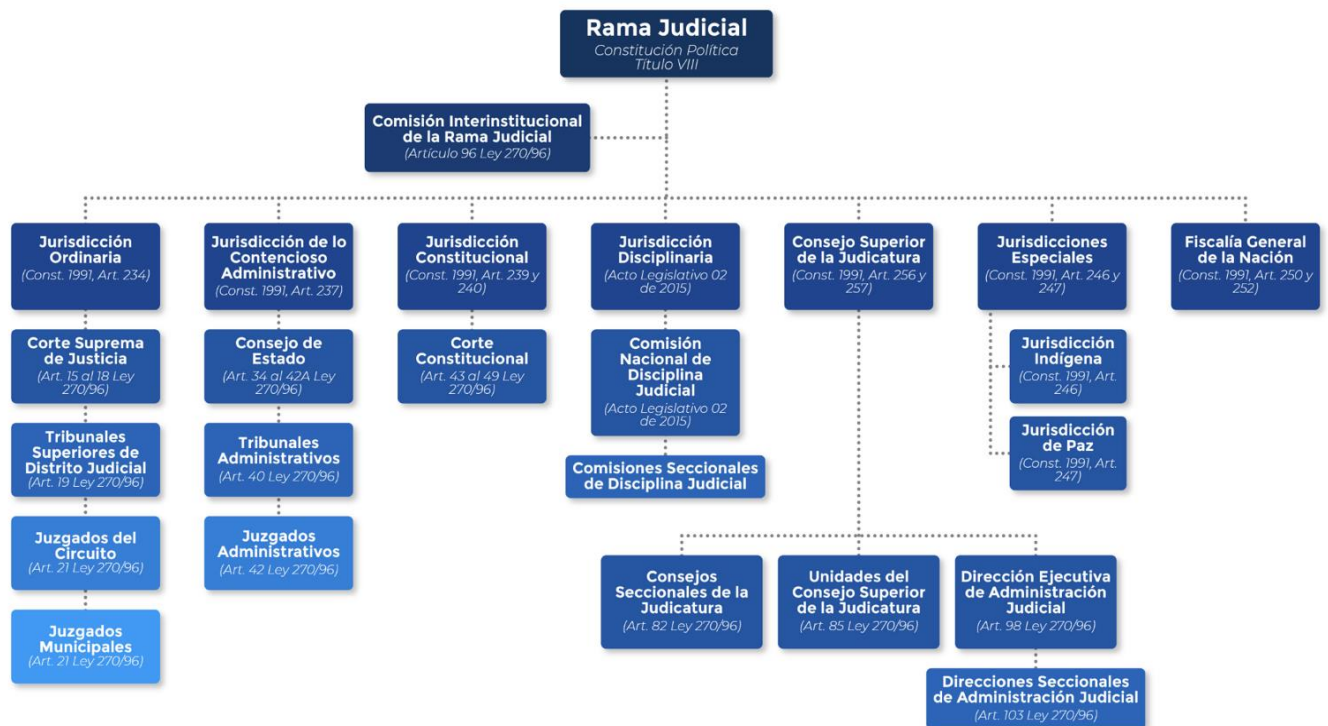 Rama Judicial
Constitución Política
Título VIII
Comisión Interinstitucional
de la Rama Judicial
(Artículo 96 Ley 270/96)
Jurisdicción
Ordinaria
(Const. 1991, Art. 234)
Jurisdicción de lo
Contencioso
Administrativo
(Const. 1991, Art. 237)
Jurisdicción
Constitucional
(Const. 1991, Art. 239 y
240)
Jurisdicción
Disciplinaria
(Acto Legislativo 02
de 2015)
Consejo Superior
de la Judicatura
(Const. 1991, Art. 256 y
257)
Jurisdicciones
Especiales
(Const. 1991, Art. 246 y
247)
Fiscalía General
de la Nación
(Const. 1991, Art. 250 y
252)
Corte Suprema
de Justicia
(Art. 15 al 18 Ley
270/96)
Consejo de
Estado
(Art. 34 al 42A Ley
270/96)
Corte
Constitucional
(Art. 43 al 49 Ley
270/96)
Comisión
Nacional de
Disciplina
Judicial
(Acto Legislativo 02
de 2015)
Jurisdicción
Indígena
(Const. 1991, Art.
246)
Tribunales
Superiores de
Distrito Judicial
(Art. 19 Ley 270/96)
Tribunales
Administrativos
(Art. 40 Ley 270/96)
Comisiones Seccionales
de Disciplina Judicial
Jurisdicción
de Paz
(Const. 1991, Art.
247)
Juzgados del
Circuito
(Art. 21 Ley 270/96)
Juzgados
Administrativos
(Art. 42 Ley 270/96)
Consejos
Seccionales de la
Judicatura
(Art. 82 Ley 270/96)
Unidades del
Consejo Superior
de la Judicatura
(Art. 85 Ley 270/96)
Dirección Ejecutiva
de Administración
Judicial
(Art. 98 Ley 270/96)
Juzgados
Municipales
(Art. 21 Ley 270/96)
Direcciones Seccionales
de Administración Judicial
(Art. 103 Ley 270/96)